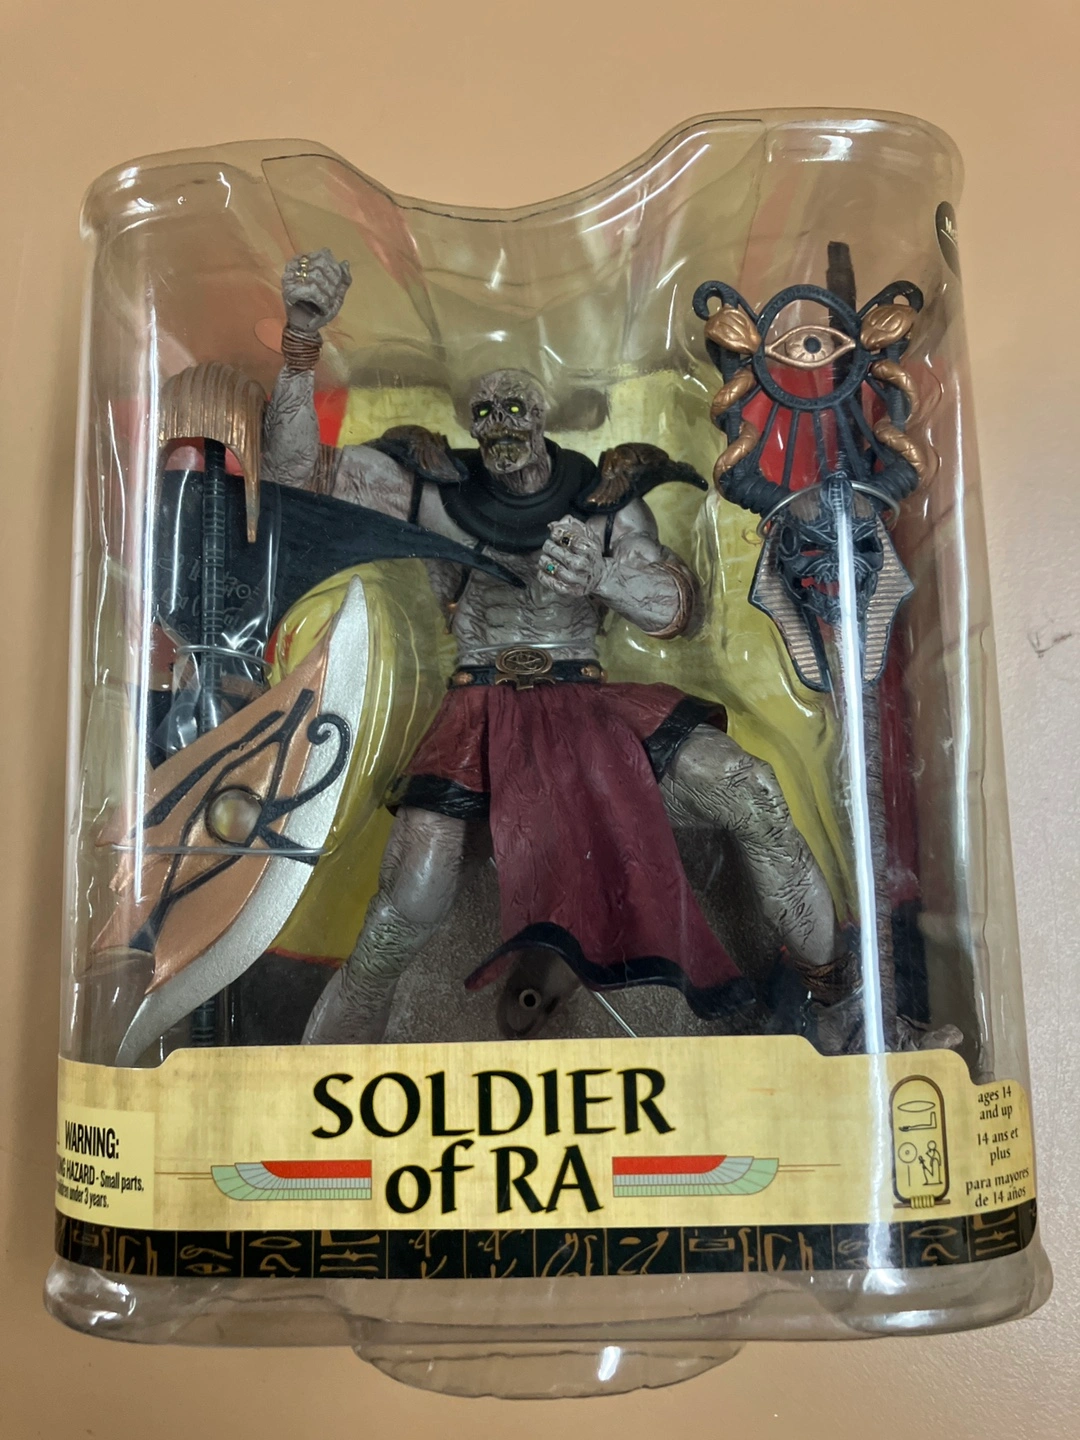 SOLDIER
of RA
WARNING:
HAZARD - Small parts.
under 3 years.
ages 14
and up
14 ans et
plus
para mayores
de 14 años